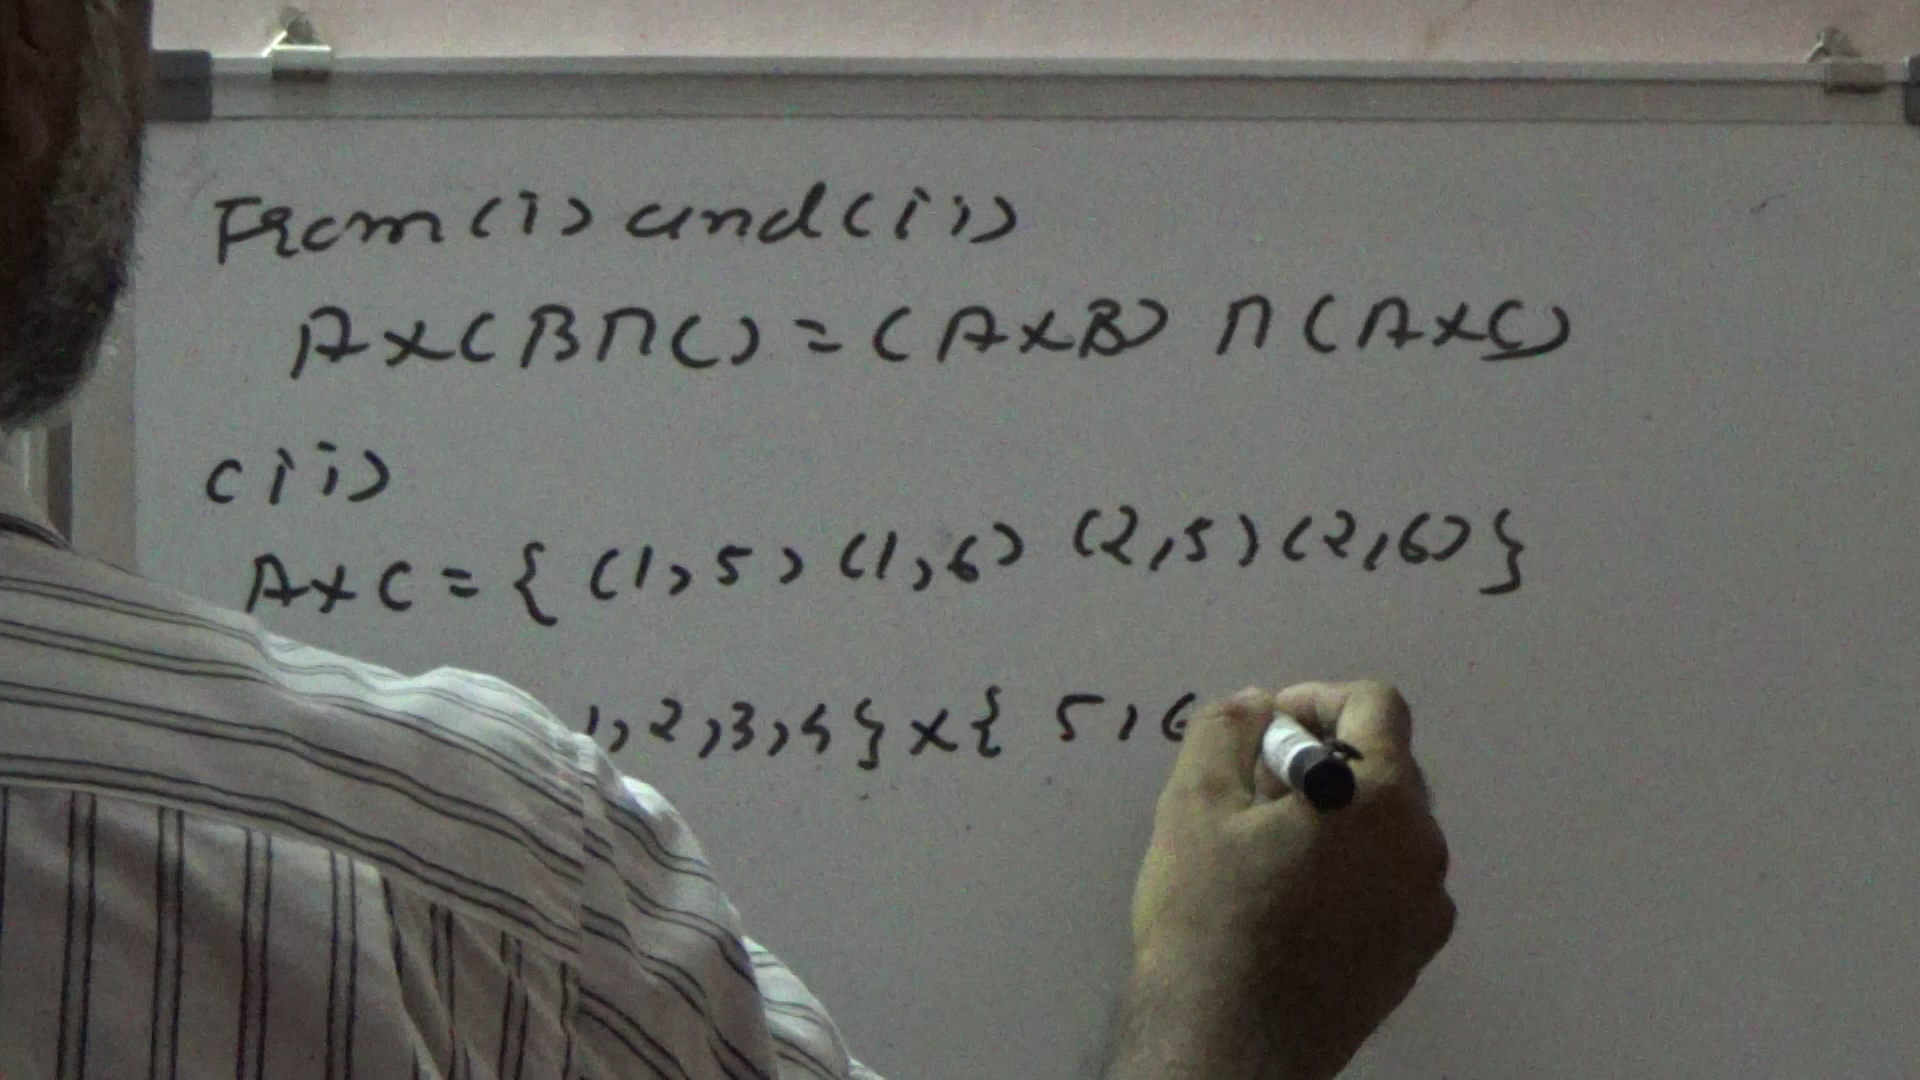 From (i) and (ii)
A×(B∩C) = (A×B) ∩ (A×C)
(ii)
A×C = { (1,5) (1,6) (2,5) (2,6) }
1,2,3,4 } × { 5,6